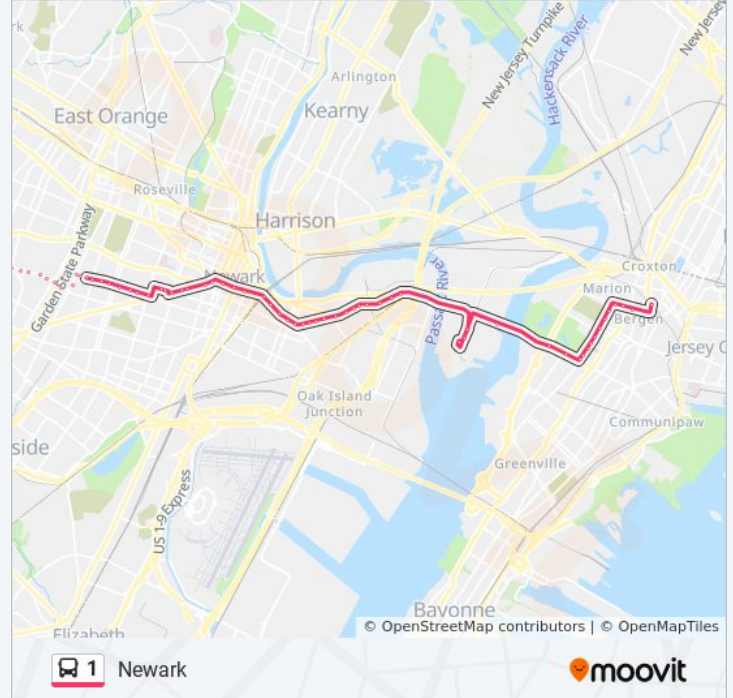 rk
New Jersey Turnpike
Hackensack River
New Jersey
Arlington
East Orange
Kearny
Roseville
Harrison
Garden State Parkway
Newark
Passaic River
Croxton
Marion
Bergen
Jersey C
Oak Island
Junction
Communipaw
side
Greenville
US 1-9 Express
Bayonne
Elizabeth
© OpenStreetMap contributors | © OpenMapTiles
1 Newark
moovit